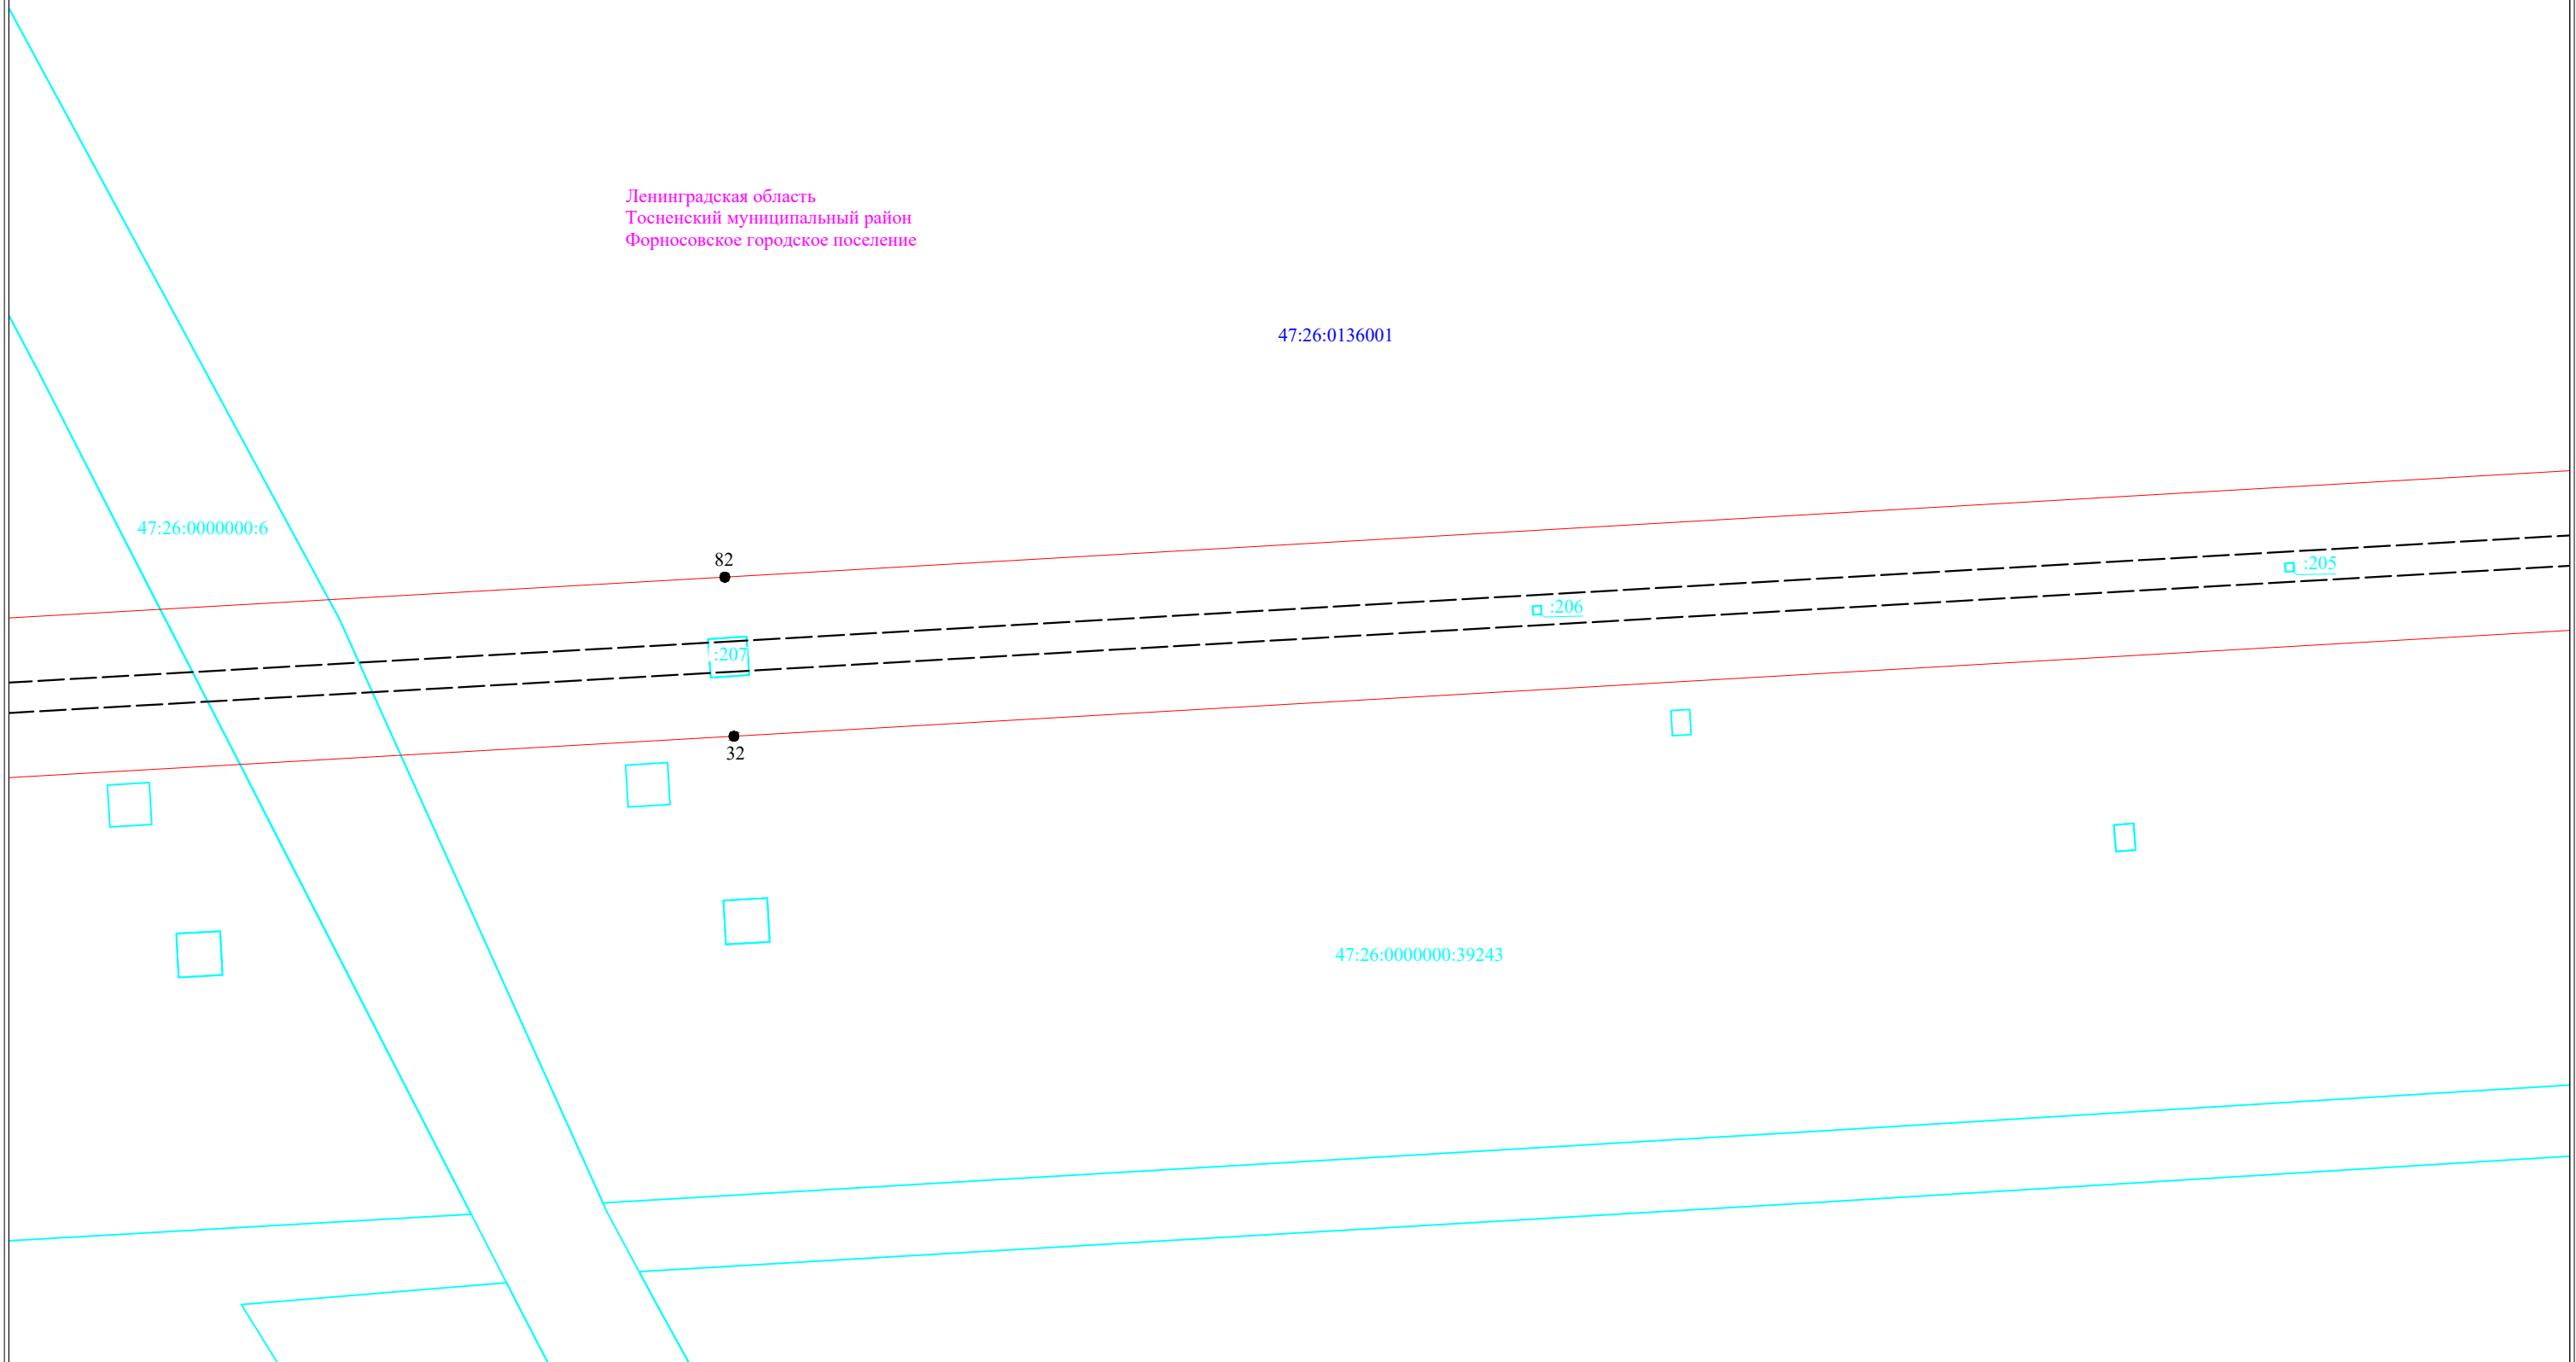 Ленинградская область
Тосненский муниципальный район
Форносовское городское поселение
47:26:0136001
47:26:0000000:6
82
:205
:206
:207
32
47:26:0000000:39243